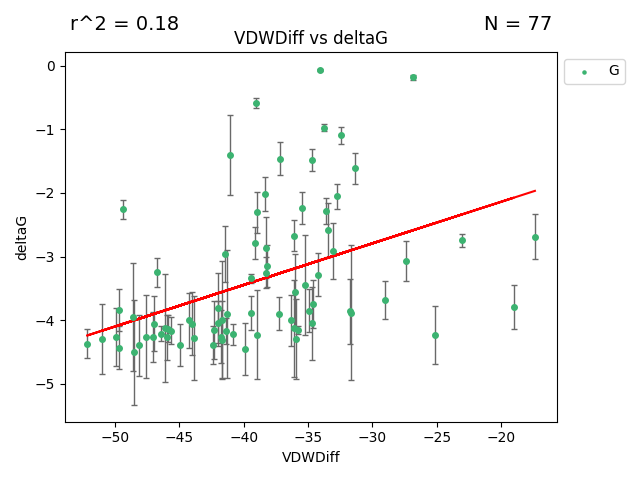 r^2 = 0.18
N = 77
VDWDiff vs deltaG
G
deltaG
0
−1
−2
−3
−4
−5
−50
−45
−40
−35
−30
−25
−20
VDWDiff